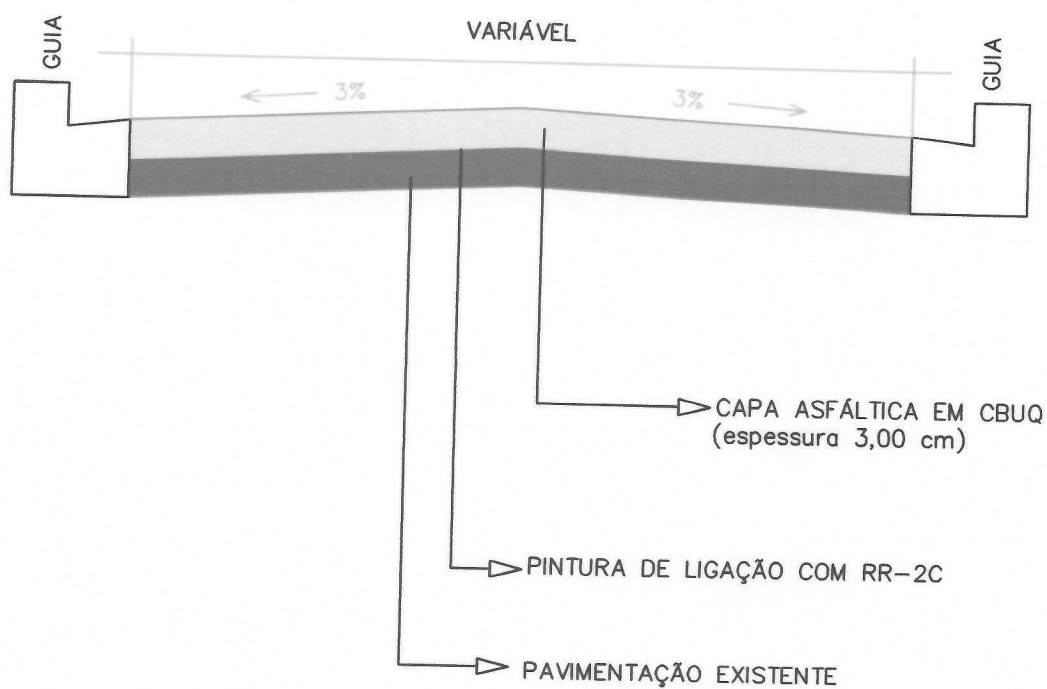 GUIA
VARIÁVEL
GUIA
3%
3%
CAPA ASFÁLTICA EM CBUQ
(espessura 3,00 cm)
PINTURA DE LIGAÇÃO COM RR-2C
PAVIMENTAÇÃO EXISTENTE